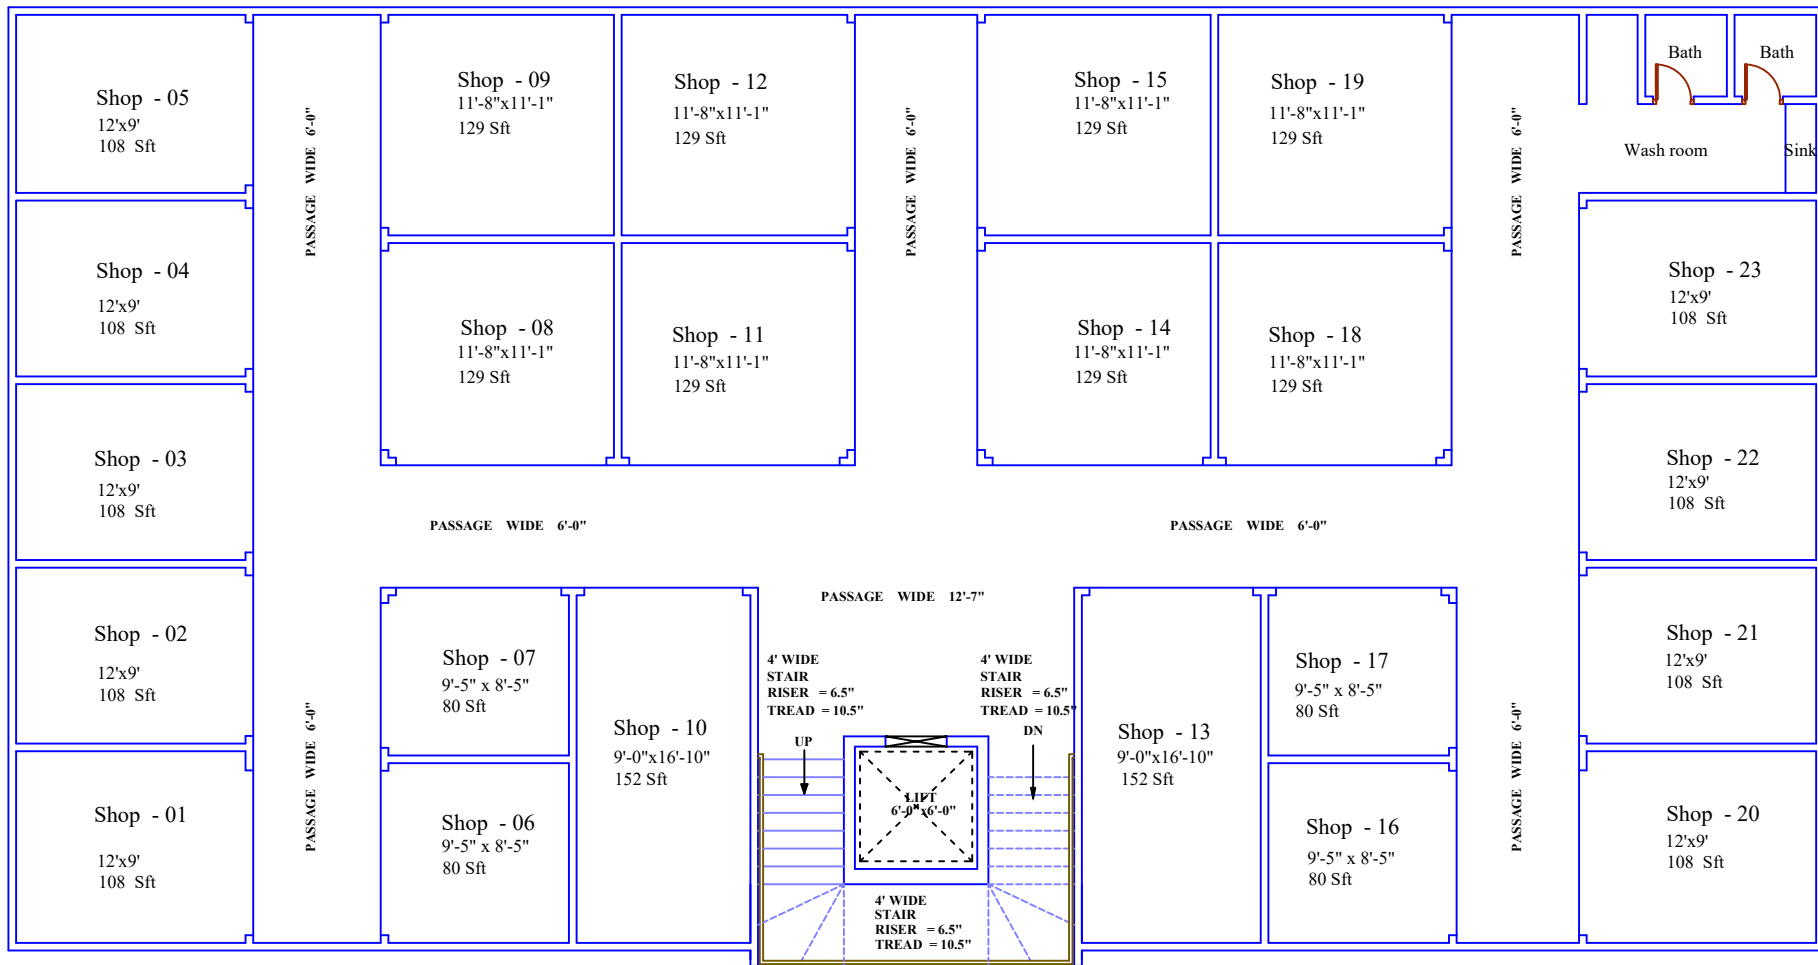 Shop - 05
12'x9'
108 Sft
PASSAGE WIDE 6'-0"
Shop - 09
11'-8"x11'-1"
129 Sft
Shop - 12
11'-8"x11'-1"
129 Sft
PASSAGE WIDE 6'-0"
Shop - 15
11'-8"x11'-1"
129 Sft
Shop - 19
11'-8"x11'-1"
129 Sft
PASSAGE WIDE 6'-0"
Bath
Bath
Wash room
Sink
Shop - 04
12'x9'
108 Sft
Shop - 08
11'-8"x11'-1"
129 Sft
Shop - 11
11'-8"x11'-1"
129 Sft
Shop - 14
11'-8"x11'-1"
129 Sft
Shop - 18
11'-8"x11'-1"
129 Sft
Shop - 23
12'x9'
108 Sft
Shop - 03
12'x9'
108 Sft
PASSAGE WIDE 6'-0"
PASSAGE WIDE 6'-0"
Shop - 22
12'x9'
108 Sft
PASSAGE WIDE 12'-7"
Shop - 02
12'x9'
108 Sft
Shop - 07
9'-5" x 8'-5"
80 Sft
4' WIDE
STAIR
RISER = 6.5"
TREAD = 10.5"
UP
4' WIDE
STAIR
RISER = 6.5"
TREAD = 10.5"
DN
Shop - 17
9'-5" x 8'-5"
80 Sft
Shop - 21
12'x9'
108 Sft
PASSAGE WIDE 6'-0"
Shop - 10
9'-0"x16'-10"
152 Sft
LIFT
6'-0"x6'-0"
Shop - 13
9'-0"x16'-10"
152 Sft
PASSAGE WIDE 6'-0"
Shop - 01
12'x9'
108 Sft
Shop - 06
9'-5" x 8'-5"
80 Sft
4' WIDE
STAIR
RISER = 6.5"
TREAD = 10.5"
Shop - 16
9'-5" x 8'-5"
80 Sft
Shop - 20
12'x9'
108 Sft